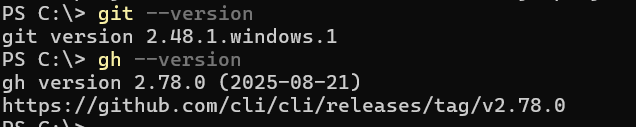 PS C:\> git --version
git version 2.48.1.windows.1
PS C:\> gh --version
gh version 2.78.0 (2025-08-21)
https://github.com/cli/cli/releases/tag/v2.78.0
PS C:\>